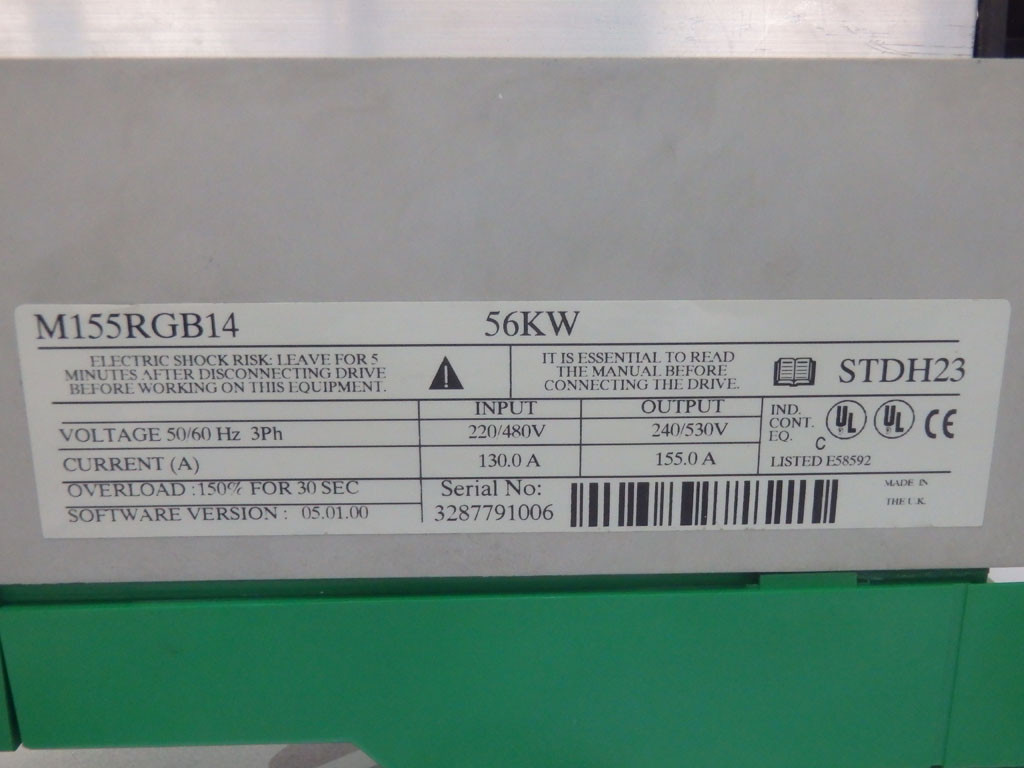 M155RGB14 56KW
ELECTRIC SHOCK RISK: LEAVE FOR 5
MINUTES AFTER DISCONNECTING DRIVE
BEFORE WORKING ON THIS EQUIPMENT.
IT IS ESSENTIAL TO READ
THE MANUAL BEFORE
CONNECTING THE DRIVE.
STDH23
INPUT OUTPUT
VOLTAGE 50/60 Hz 3Ph 220/480V 240/530V
CURRENT (A) 130.0 A 155.0 A
IND.
CONT.
EQ.
C UL UL CE
LISTED E58592
OVERLOAD :150% FOR 30 SEC
SOFTWARE VERSION : 05.01.00
Serial No:
3287791006
MADE IN
THE U.K.